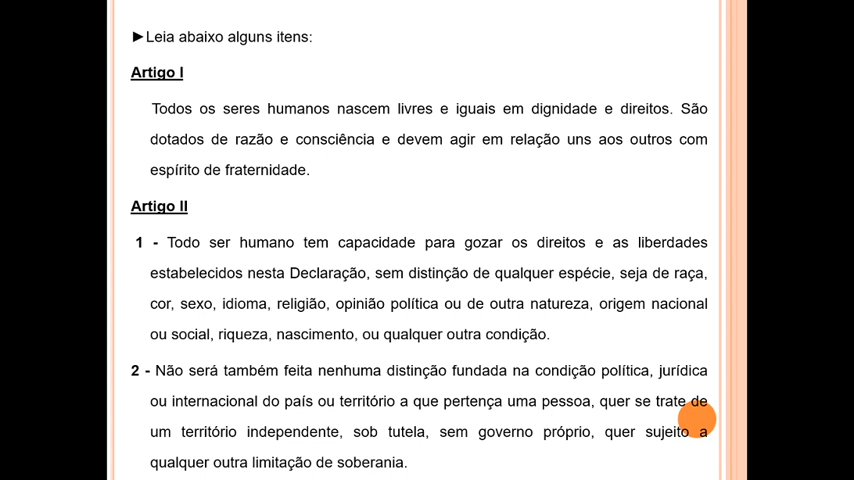 ►Leia abaixo alguns itens:
Artigo I
Todos os seres humanos nascem livres e iguais em dignidade e direitos. São
dotados de razão e consciência e devem agir em relação uns aos outros com
espírito de fraternidade.
Artigo II
1 - Todo ser humano tem capacidade para gozar os direitos e as liberdades
estabelecidos nesta Declaração, sem distinção de qualquer espécie, seja de raça,
cor, sexo, idioma, religião, opinião política ou de outra natureza, origem nacional
ou social, riqueza, nascimento, ou qualquer outra condição.
2 - Não será também feita nenhuma distinção fundada na condição política, jurídica
ou internacional do país ou território a que pertença uma pessoa, quer se trate de
um território independente, sob tutela, sem governo próprio, quer sujeito a
qualquer outra limitação de soberania.